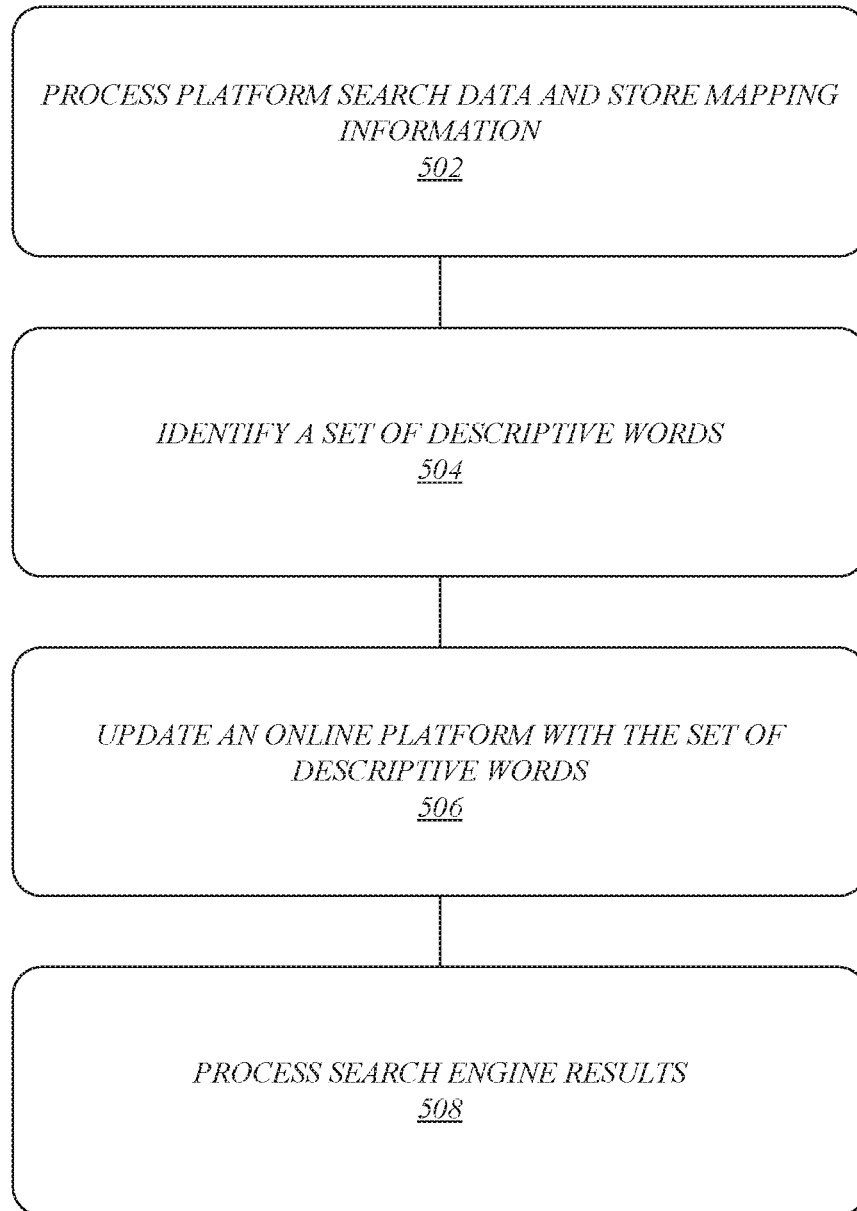 PROCESS PLATFORM SEARCH DATA AND STORE MAPPING
INFORMATION
502
IDENTIFY A SET OF DESCRIPTIVE WORDS
504
UPDATE AN ONLINE PLATFORM WITH THE SET OF
DESCRIPTIVE WORDS
506
PROCESS SEARCH ENGINE RESULTS
508